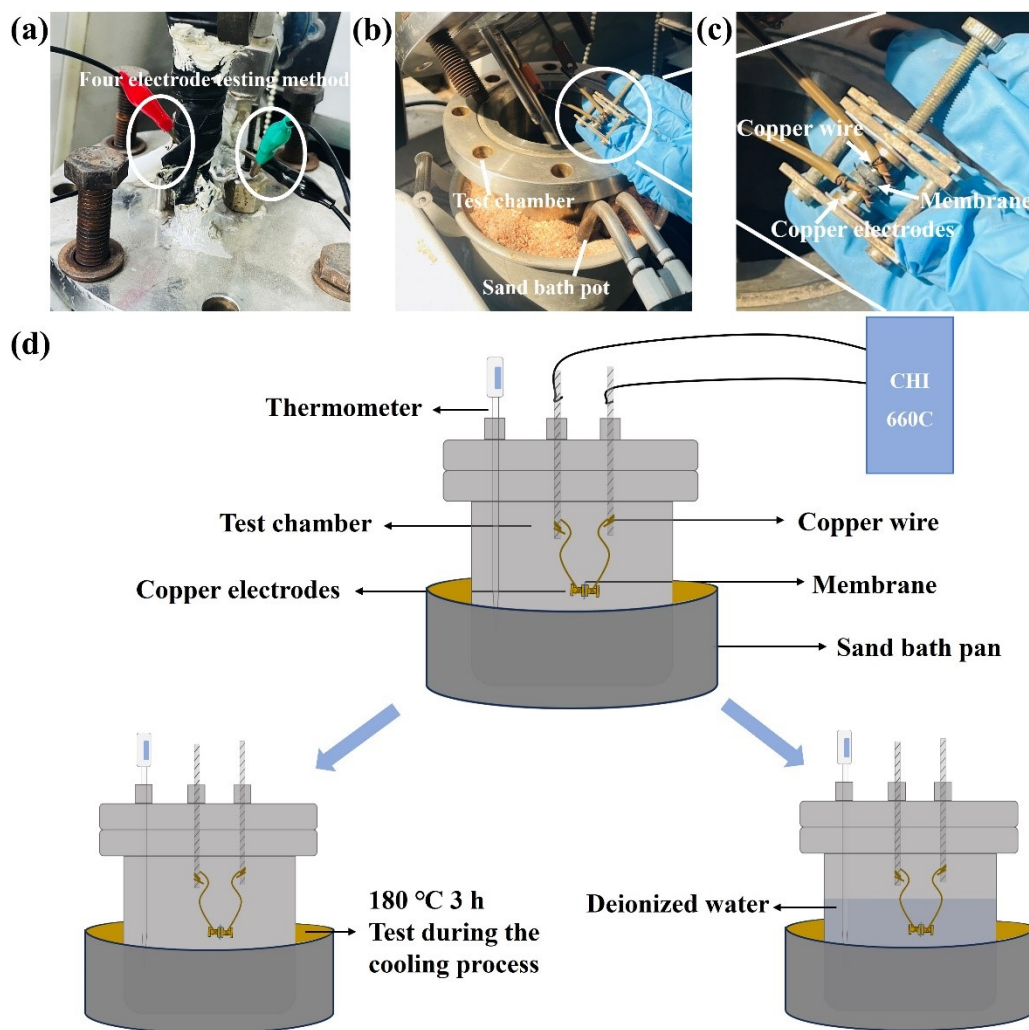 (a)
Four electrode testing method
(b)
Test chamber
Sand bath pot
(c)
Copper wire
Membrane
Copper electrodes
(d)
CHI
660C
Thermometer
Test chamber
Copper wire
Copper electrodes
Membrane
Sand bath pan
180 °C 3 h
Test during the
cooling process
Deionized water